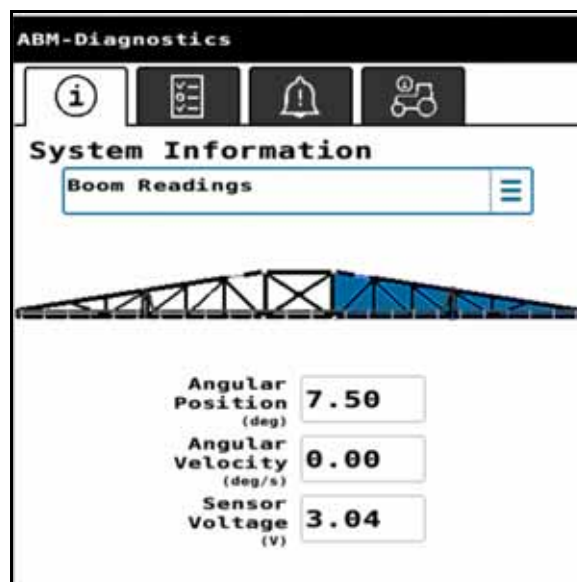 ABM-Diagnostics
System Information
Boom Readings
Angular
Position 7.50
(deg)
Angular
Velocity 0.00
(deg/s)
Sensor
Voltage 3.04
(V)